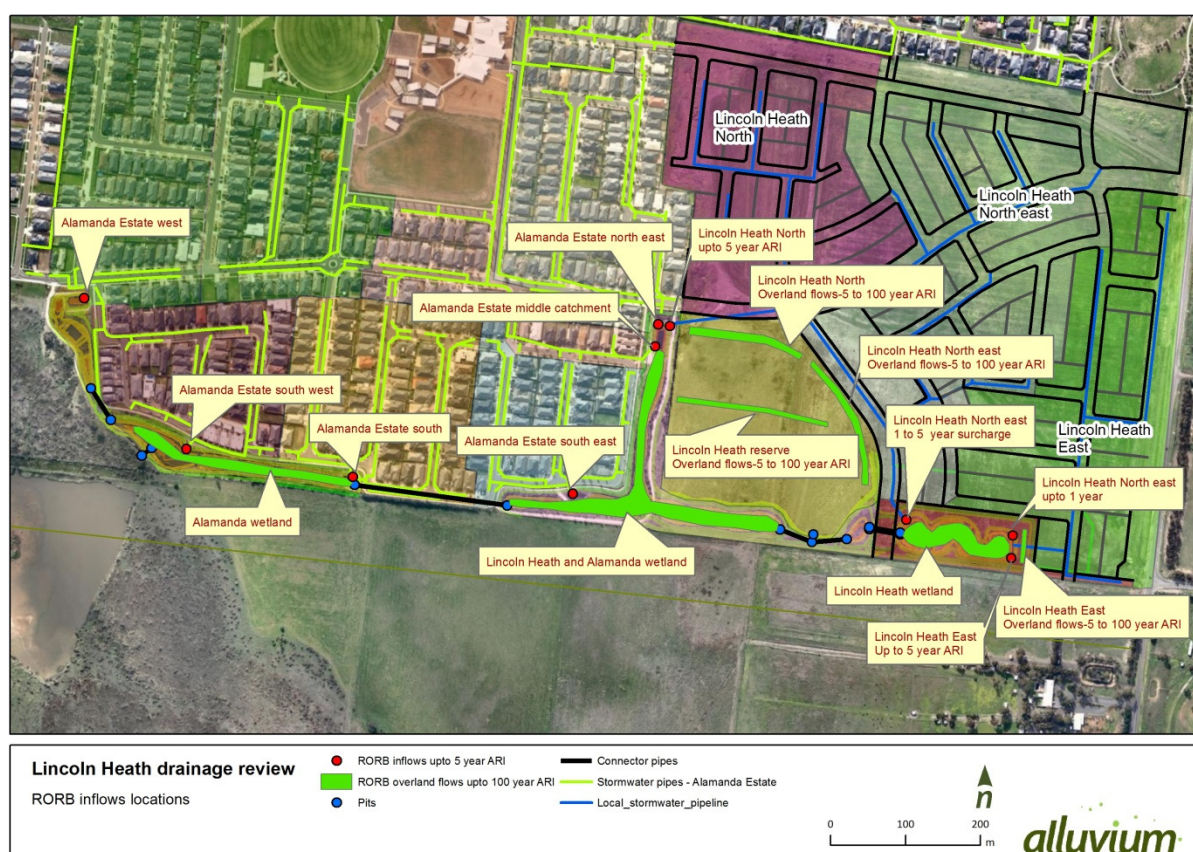 Lincoln Heath
North
Lincoln Heath
North east
Lincoln Heath
East
Alamanda Estate west
Alamanda Estate north east
Lincoln Heath North
upto 5 year ARI
Lincoln Heath North
Overland flows-5 to 100 year ARI
Alamanda Estate middle catchment
Lincoln Heath North east
Overland flows-5 to 100 year ARI
Alamanda Estate south west
Alamanda Estate south
Alamanda Estate south east
Lincoln Heath reserve
Overland flows-5 to 100 year ARI
Lincoln Heath North east
1 to 5 year surcharge
Lincoln Heath North east
upto 1 year
Alamanda wetland
Lincoln Heath and Alamanda wetland
Lincoln Heath wetland
Lincoln Heath East
Up to 5 year ARI
Lincoln Heath East
Overland flows-5 to 100 year ARI
Lincoln Heath drainage review
RORB inflows locations
RORB inflows upto 5 year ARI
RORB overland flows upto 100 year ARI
Pits
Connector pipes
Stormwater pipes - Alamanda Estate
Local_stormwater_pipeline
n
0 100 200
m
alluvium